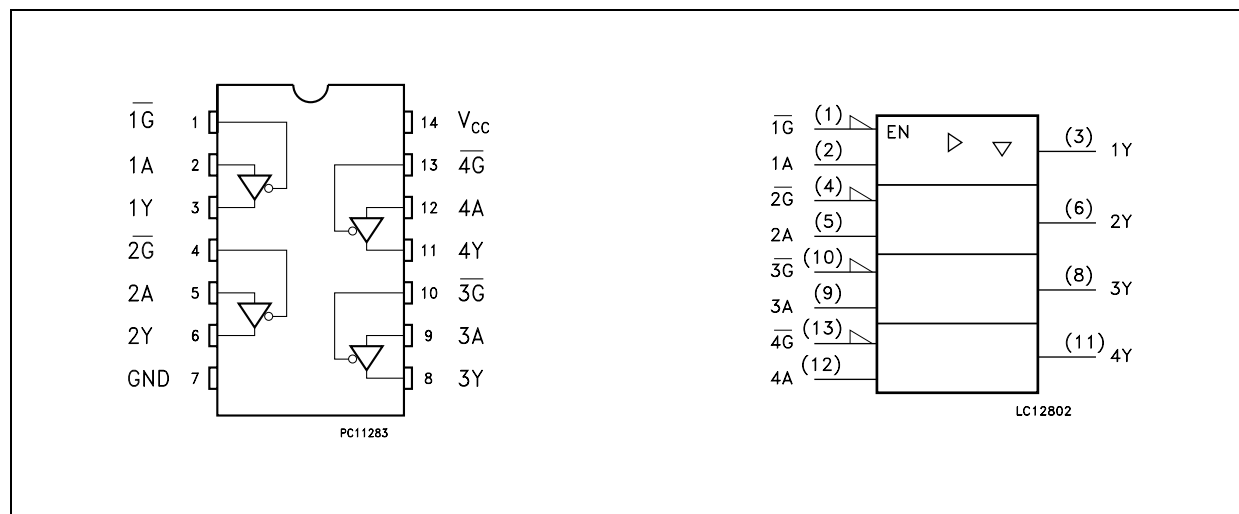 1G 1 14 VCC
1A 2 13 4G
1Y 3 12 4A
2G 4 11 4Y
2A 5 10 3G
2Y 6 9 3A
GND 7 8 3Y
PC11283
1G (1) EN (3) 1Y
1A (2)
2G (4) (6) 2Y
2A (5)
3G (10) (8) 3Y
3A (9)
4G (13) (11) 4Y
4A (12)
LC12802